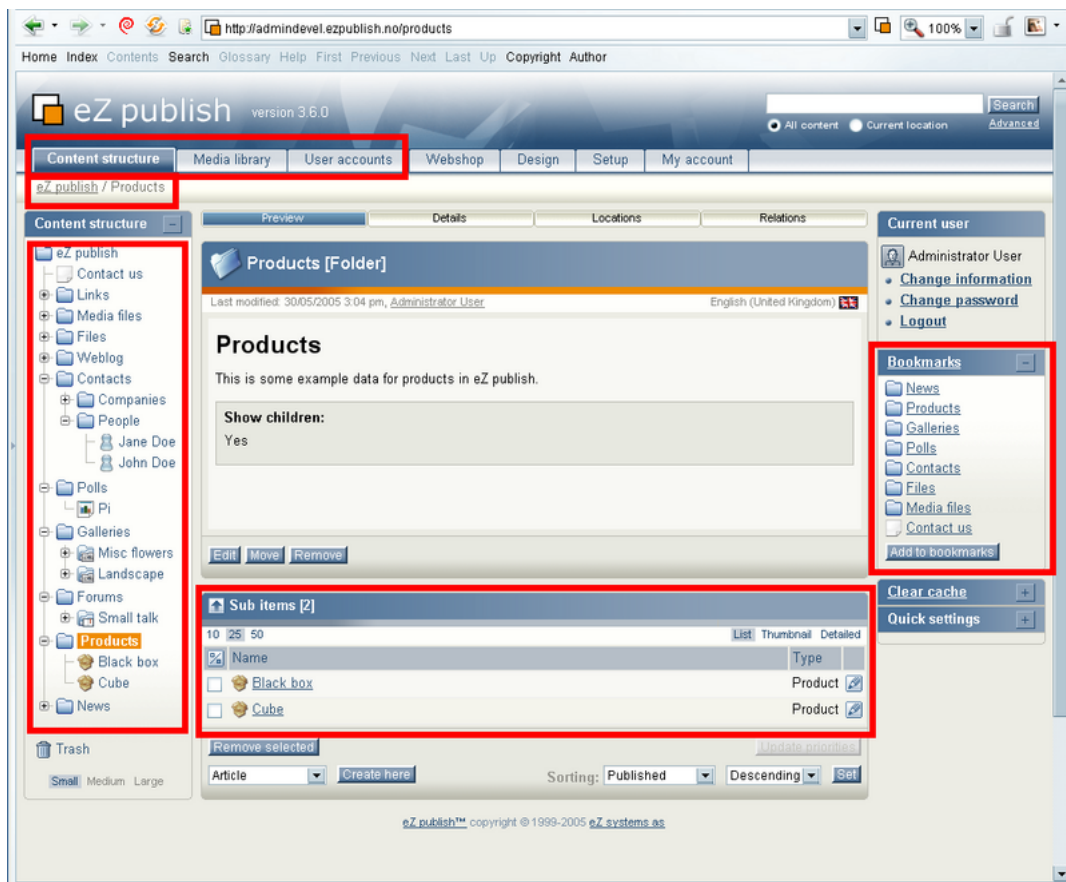 http://admindevel.ezpublish.no/products
100%
Home Index Contents Search Glossary Help First Previous Next Last Up Copyright Author
eZ publish version 3.6.0
Search
All content Current location Advanced
Content structure Media library User accounts Webshop Design Setup My account
eZ publish / Products
Content structure
eZ publish
Contact us
Links
Media files
Files
Weblog
Contacts
Companies
People
Jane Doe
John Doe
Polls
Pi
Galleries
Misc flowers
Landscape
Forums
Small talk
Products
Black box
Cube
News
Trash
Small Medium Large
Preview Details Locations Relations
Products [Folder]
Last modified: 30/05/2005 3:04 pm, Administrator User English (United Kingdom)
Products
This is some example data for products in eZ publish.
Show children:
Yes
Edit Move Remove
Sub items [2]
10 25 50 List Thumbnail Detailed
Name Type
Black box Product
Cube Product
Remove selected Update priorities
Article Create here Sorting: Published Descending Set
Current user
Administrator User
Change information
Change password
Logout
Bookmarks
News
Products
Galleries
Polls
Contacts
Files
Media files
Contact us
Add to bookmarks
Clear cache
Quick settings
eZ publish™ copyright © 1999-2005 eZ systems as